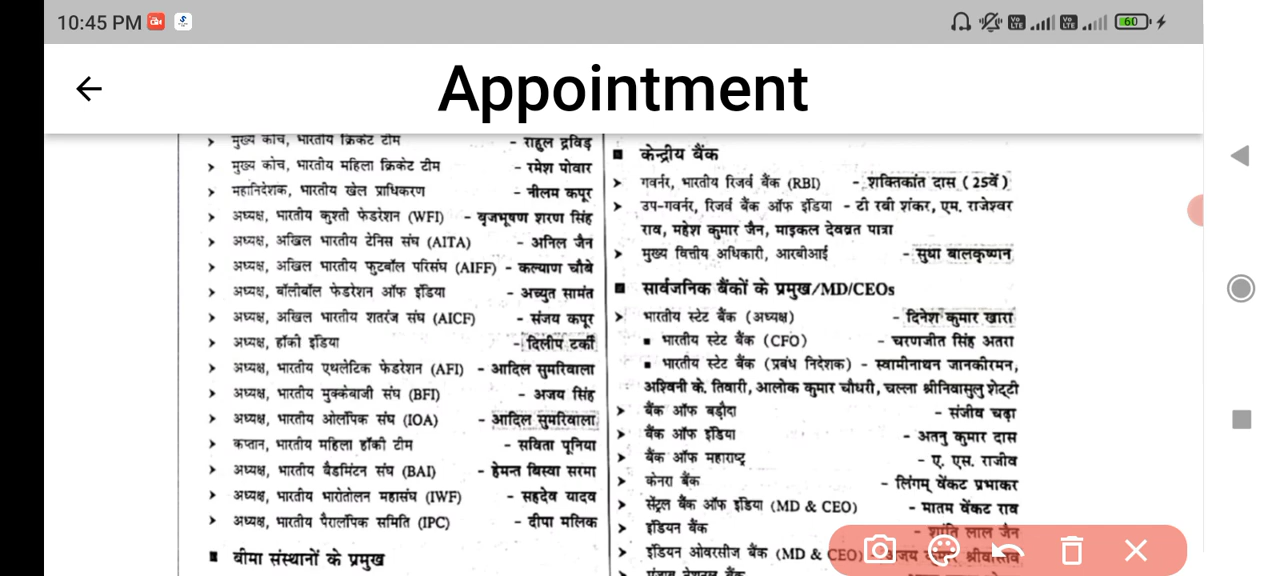 10:45 PM
60
Appointment
➤ मुख्य कोच, भारतीय क्रिकेट टीम - राहुल द्रविड़
➤ मुख्य कोच, भारतीय महिला क्रिकेट टीम - रमेश पोवार
➤ महानिदेशक, भारतीय खेल प्राधिकरण - नीलम कपूर
➤ अध्यक्ष, भारतीय कुश्ती फेडरेशन (WFI) - बृजभूषण शरण सिंह
➤ अध्यक्ष, अखिल भारतीय टेनिस संघ (AITA) - अनिल जैन
➤ अध्यक्ष, अखिल भारतीय फुटबॉल परिसंघ (AIFF) - कल्याण चौबे
➤ अध्यक्ष, वॉलीबॉल फेडरेशन ऑफ इंडिया - अच्युत सामंत
➤ अध्यक्ष, अखिल भारतीय शतरंज संघ (AICF) - संजय कपूर
➤ अध्यक्ष, हॉकी इंडिया - दिलीप टर्की
➤ अध्यक्ष, भारतीय एथलेटिक फेडरेशन (AFI) - आदिल सुमरिवाला
➤ अध्यक्ष, भारतीय मुक्केबाजी संघ (BFI) - अजय सिंह
➤ अध्यक्ष, भारतीय ओलंपिक संघ (IOA) - आदिल सुमरिवाला
➤ कप्तान, भारतीय महिला हॉकी टीम - सविता पूनिया
➤ अध्यक्ष, भारतीय बैडमिंटन संघ (BAI) - हेमन्त बिस्वा सरमा
➤ अध्यक्ष, भारतीय भारोतोलन महासंघ (IWF) - सहदेव यादव
➤ अध्यक्ष, भारतीय पैरालंपिक समिति (IPC) - दीपा मलिक
■ बीमा संस्थानों के प्रमुख
■ केन्द्रीय बैंक
➤ गवर्नर, भारतीय रिजर्व बैंक (RBI) - शक्तिकांत दास (25वें)
➤ उप-गवर्नर, रिजर्व बैंक ऑफ इंडिया - टी रबी शंकर, एम. राजेश्वर
राव, महेश कुमार जैन, माइकल देवव्रत पात्रा
➤ मुख्य वित्तीय अधिकारी, आरबीआई - सुधा बालकृष्णन
■ सार्वजनिक बैंकों के प्रमुख/MD/CEOs
➤ भारतीय स्टेट बैंक (अध्यक्ष) - दिनेश कुमार खारा
■ भारतीय स्टेट बैंक (CFO) - चरणजीत सिंह अतरा
■ भारतीय स्टेट बैंक (प्रबंध निदेशक) - स्वामीनाथन जानकीरमन,
अश्विनी के. तिवारी, आलोक कुमार चौधरी, चल्ला श्रीनिवासुलु शेट्टी
➤ बैंक ऑफ बड़ौदा - संजीव चढ़ा
➤ बैंक ऑफ इंडिया - अतनु कुमार दास
➤ बैंक ऑफ महाराष्ट्र - ए. एस. राजीव
➤ केनरा बैंक - लिंगम् वेंकट प्रभाकर
➤ सेंट्रल बैंक ऑफ इंडिया (MD & CEO) - मातम वेंकट राव
➤ इंडियन बैंक - शांति लाल जैन
➤ इंडियन ओवरसीज बैंक (MD & CEO) - अजय कुमार श्रीवास्तव